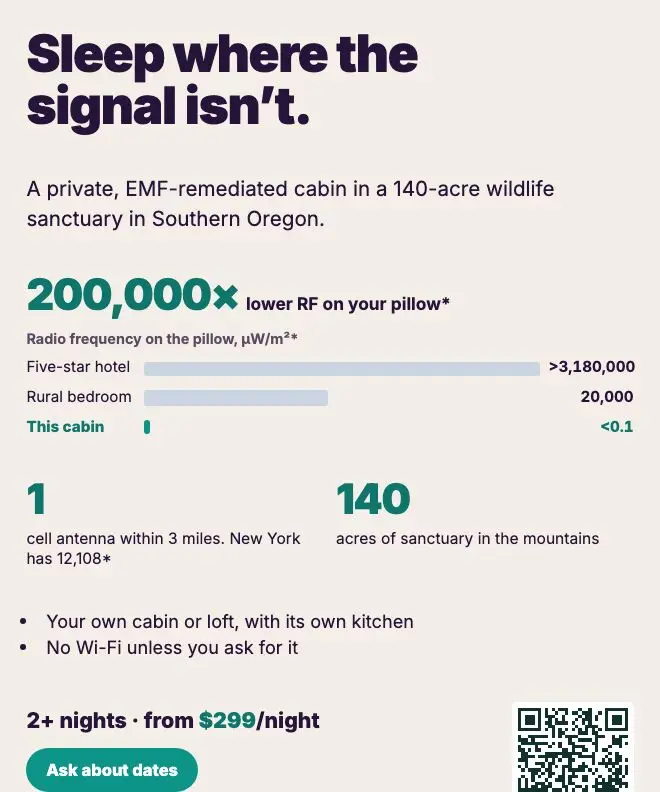 Sleep where the
signal isn’t.
A private, EMF-remediated cabin in a 140-acre wildlife
sanctuary in Southern Oregon.
200,000× lower RF on your pillow*
Radio frequency on the pillow, µW/m²*
Five-star hotel >3,180,000
Rural bedroom 20,000
This cabin <0.1
1
cell antenna within 3 miles. New York
has 12,108*
140
acres of sanctuary in the mountains
• Your own cabin or loft, with its own kitchen
• No Wi-Fi unless you ask for it
2+ nights · from $299/night
Ask about dates